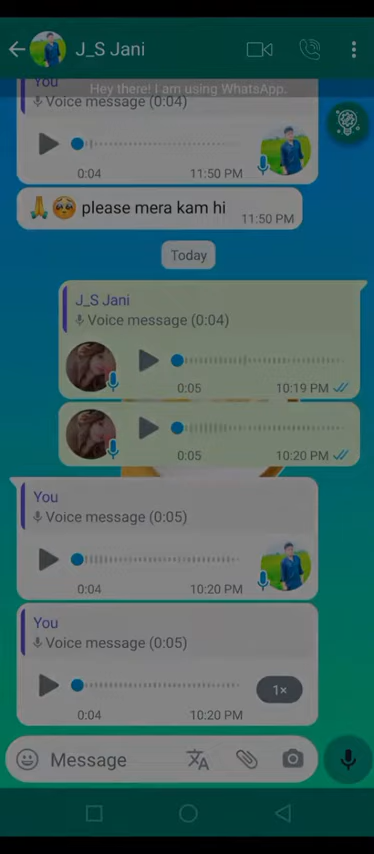 J_S Jani
You
Hey there! I am using WhatsApp.
Voice message (0:04)
0:04 11:50 PM
🙏🥺 please mera kam hi
11:50 PM
Today
J_S Jani
Voice message (0:04)
0:05 10:19 PM
0:05 10:20 PM
You
Voice message (0:05)
0:04 10:20 PM
You
Voice message (0:05)
1×
0:04 10:20 PM
Message